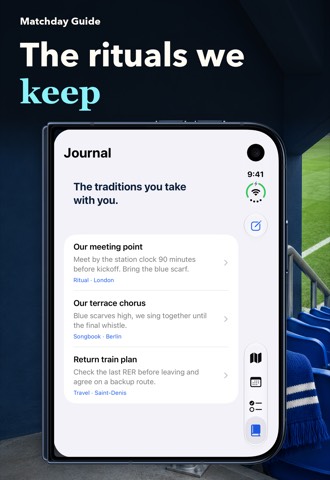 Matchday Guide
The rituals we
keep
Journal
9:41
The traditions you take
with you.
Our meeting point
Meet by the station clock 90 minutes
before kickoff. Bring the blue scarf.
Ritual · London
Our terrace chorus
Blue scarves high, we sing together until
the final whistle.
Songbook · Berlin
Return train plan
Check the last RER before leaving and
agree on a backup route.
Travel · Saint-Denis